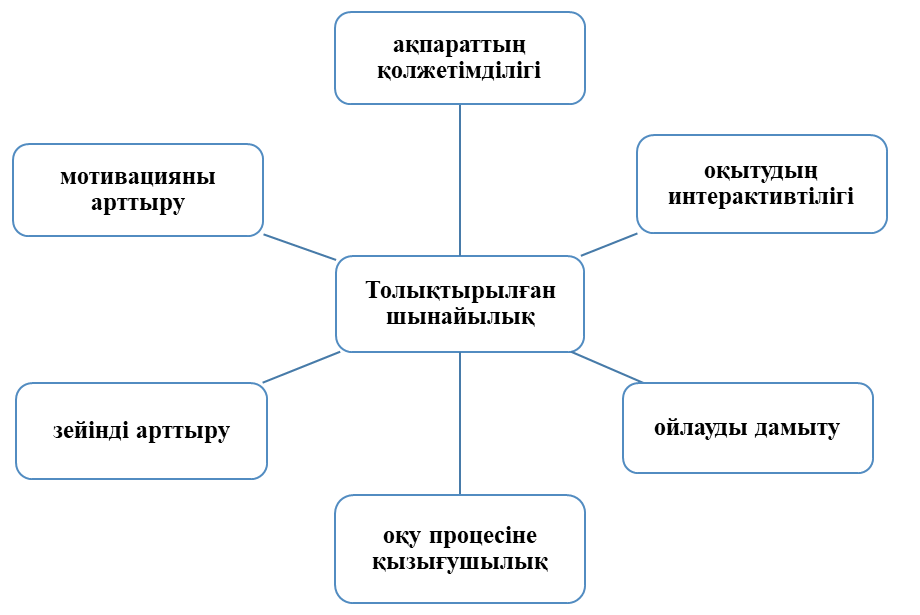 ақпараттың
қолжетімділігі
мотивацияны
арттыру
оқытудың
интерактивтілігі
Толықтырылған
шынайылық
зейінді арттыру
ойлауды дамыту
оқу процесіне
қызығушылық